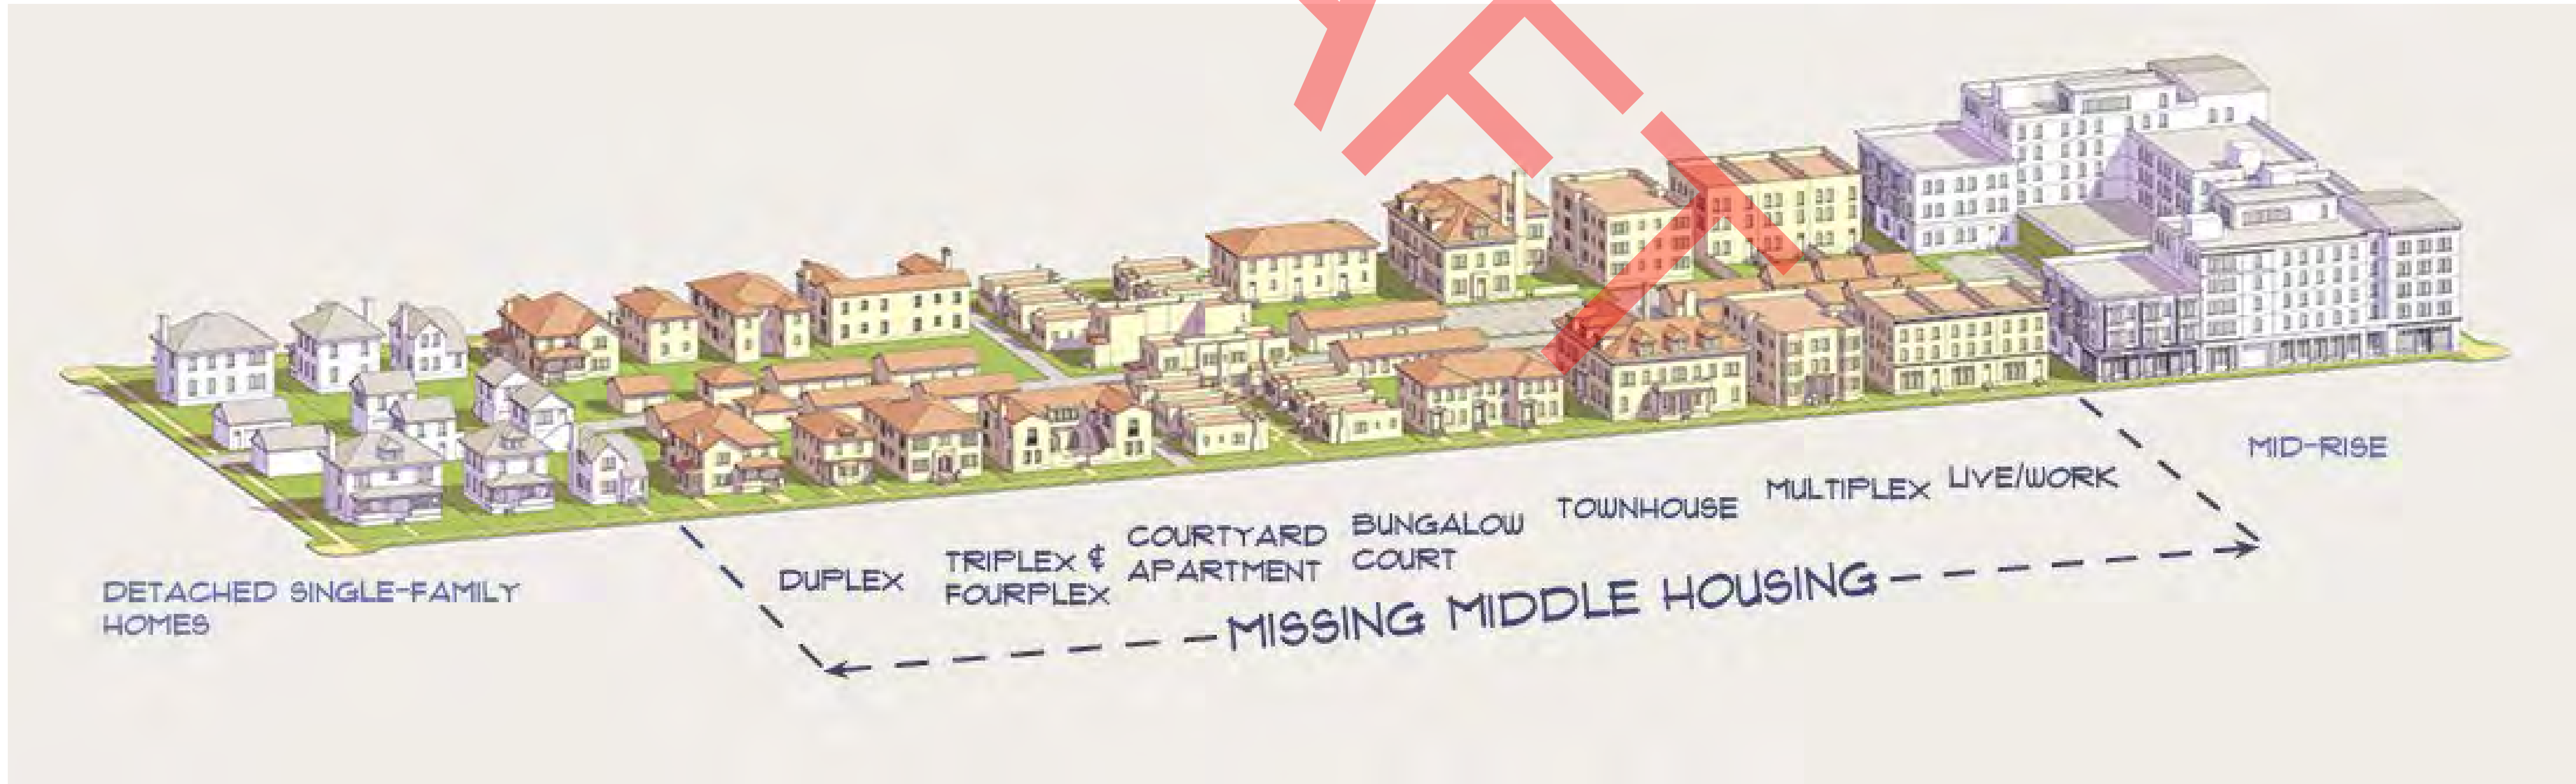 AFT
DETACHED SINGLE-FAMILY
HOMES
DUPLEX
TRIPLEX &
FOURPLEX
COURTYARD
APARTMENT
BUNGALOW
COURT
TOWNHOUSE
MULTIPLEX
LIVE/WORK
MID-RISE
MISSING MIDDLE HOUSING